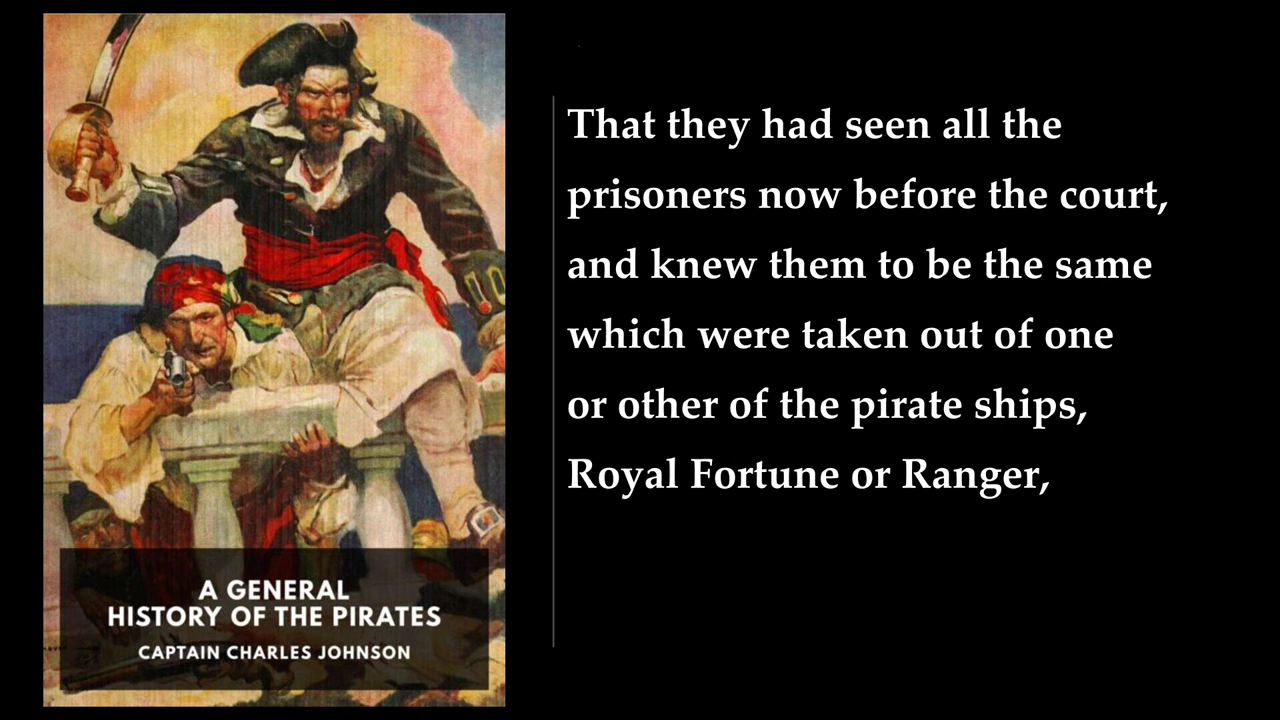 A GENERAL
HISTORY OF THE PIRATES
CAPTAIN CHARLES JOHNSON
That they had seen all the
prisoners now before the court,
and knew them to be the same
which were taken out of one
or other of the pirate ships,
Royal Fortune or Ranger,